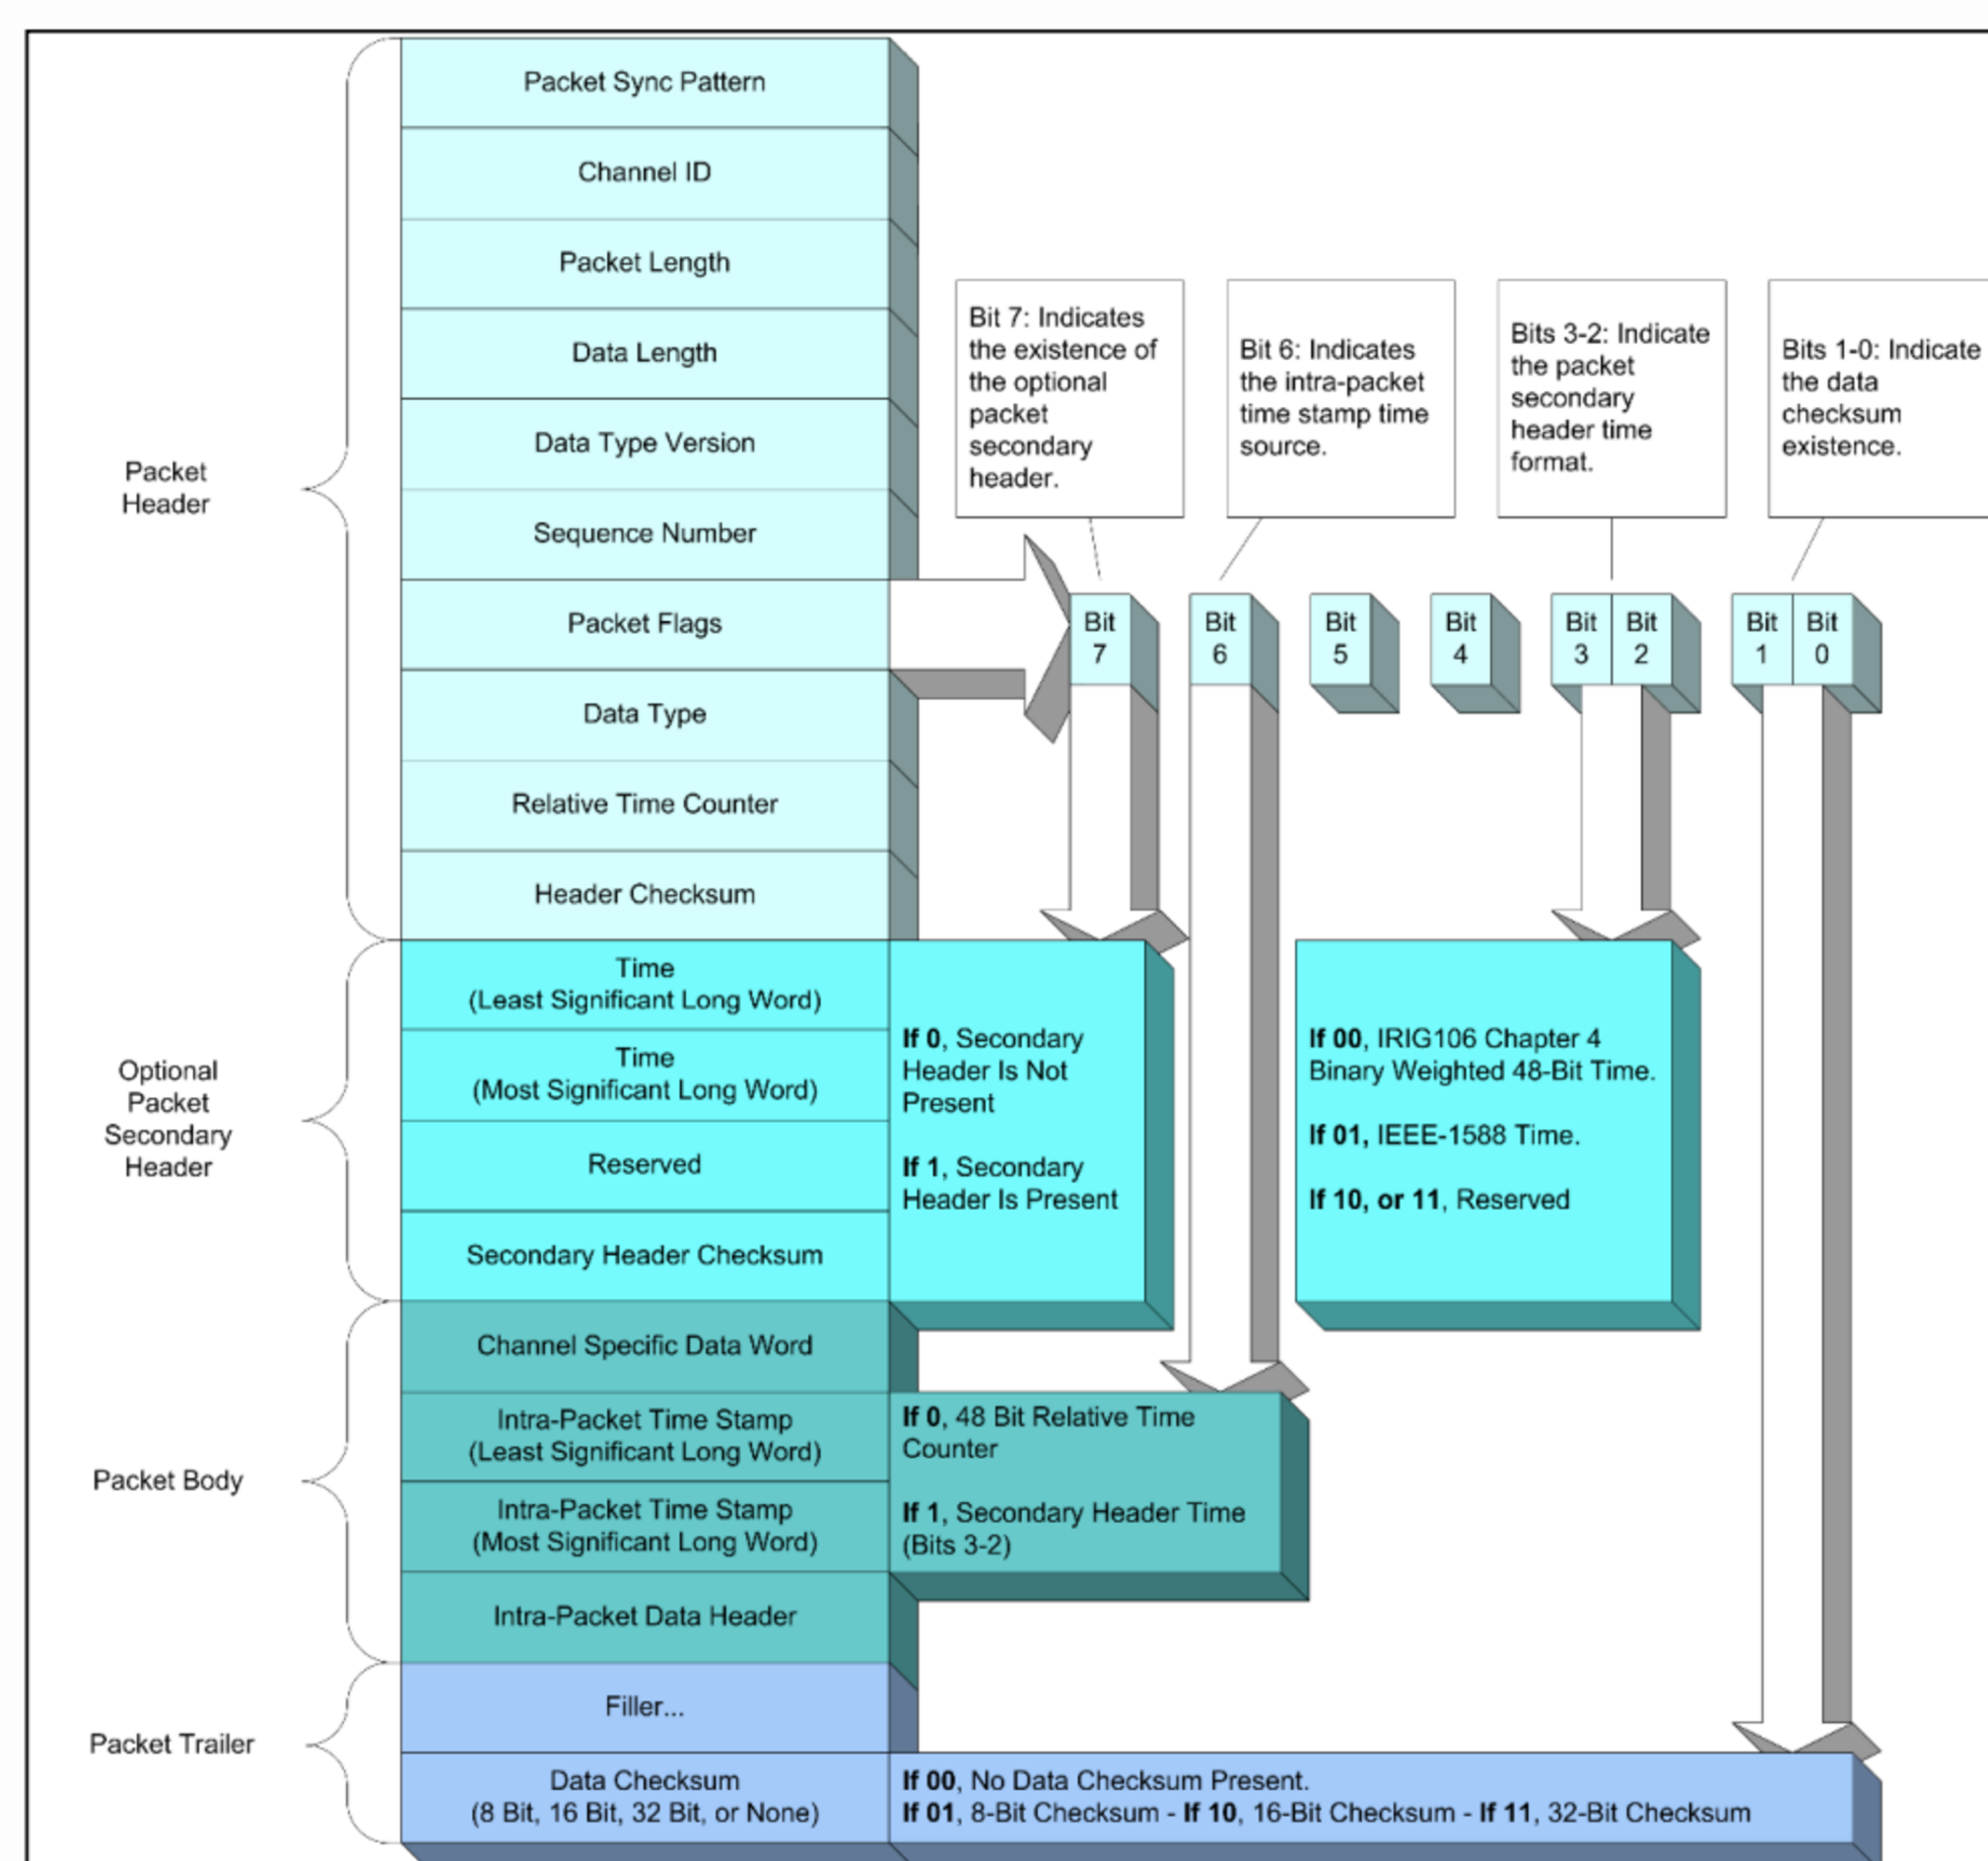 Packet Sync Pattern
Channel ID
Packet Length
Data Length
Data Type Version
Sequence Number
Packet Flags
Data Type
Relative Time Counter
Header Checksum
Packet
Header
Bit 7: Indicates
the existence of
the optional
packet
secondary
header.
Bit 6: Indicates
the intra-packet
time stamp time
source.
Bits 3-2: Indicate
the packet
secondary
header time
format.
Bits 1-0: Indicate
the data
checksum
existence.
Bit
7
Bit
6
Bit
5
Bit
4
Bit
3
Bit
2
Bit
1
Bit
0
Optional
Packet
Secondary
Header
Time
(Least Significant Long Word)
Time
(Most Significant Long Word)
Reserved
Secondary Header Checksum
If 0, Secondary
Header Is Not
Present
If 1, Secondary
Header Is Present
If 00, IRIG106 Chapter 4
Binary Weighted 48-Bit Time.
If 01, IEEE-1588 Time.
If 10, or 11, Reserved
Packet Body
Channel Specific Data Word
Intra-Packet Time Stamp
(Least Significant Long Word)
Intra-Packet Time Stamp
(Most Significant Long Word)
Intra-Packet Data Header
If 0, 48 Bit Relative Time
Counter
If 1, Secondary Header Time
(Bits 3-2)
Packet Trailer
Filler...
Data Checksum
(8 Bit, 16 Bit, 32 Bit, or None)
If 00, No Data Checksum Present.
If 01, 8-Bit Checksum - If 10, 16-Bit Checksum - If 11, 32-Bit Checksum